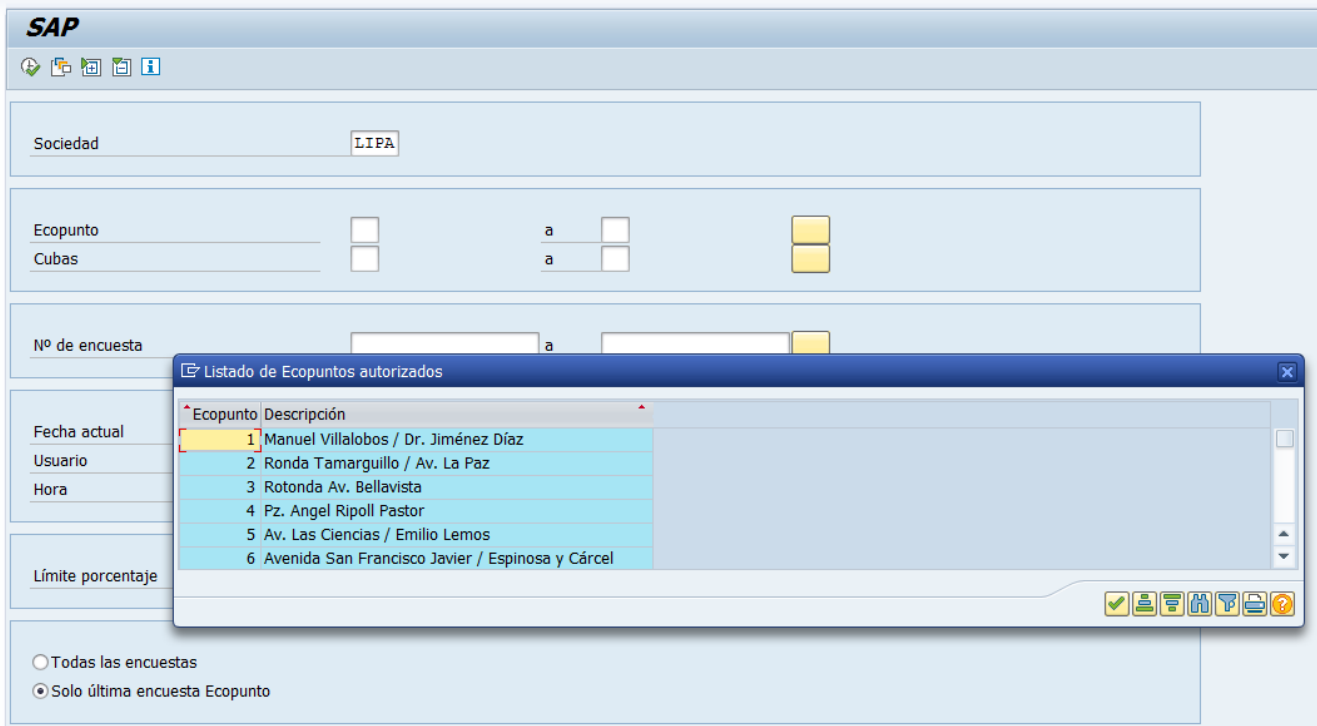 SAP
Sociedad LIPA
Ecopunto a
Cubas a
Nº de encuesta a
Listado de Ecopuntos autorizados
Ecopunto Descripción
1 Manuel Villalobos / Dr. Jiménez Díaz
2 Ronda Tamarguillo / Av. La Paz
3 Rotonda Av. Bellavista
4 Pz. Angel Ripoll Pastor
5 Av. Las Ciencias / Emilio Lemos
6 Avenida San Francisco Javier / Espinosa y Cárcel
Fecha actual
Usuario
Hora
Límite porcentaje
Todas las encuestas
Solo última encuesta Ecopunto